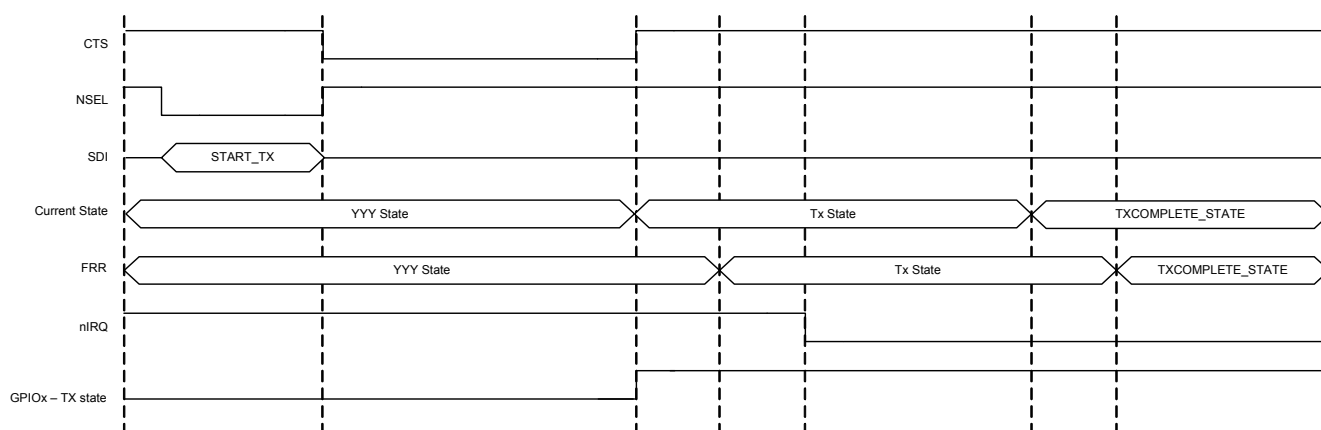 CTS
NSEL
SDI START_TX
Current State YYY State Tx State TXCOMPLETE_STATE
FRR YYY State Tx State TXCOMPLETE_STATE
nIRQ
GPIOx – TX state